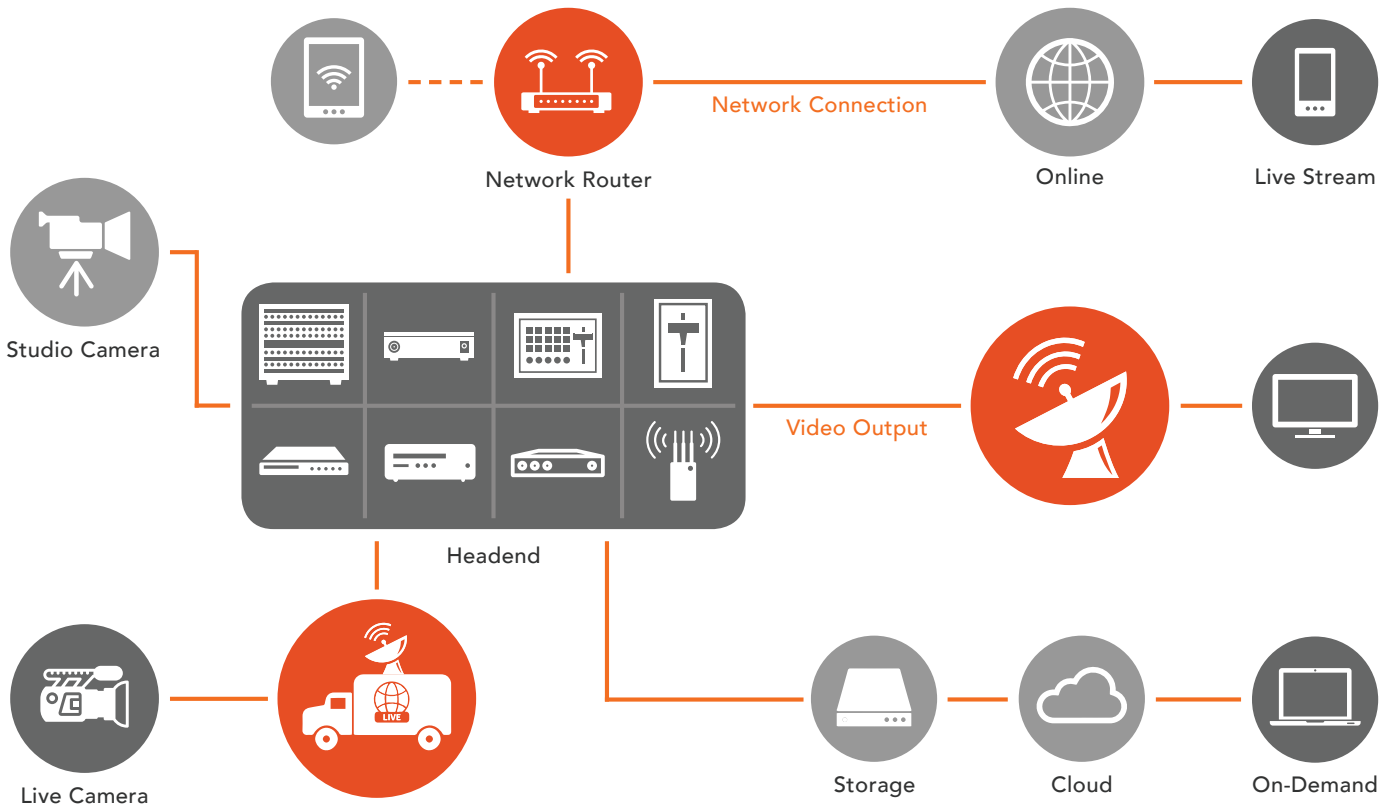 Network Connection
Network Router
Online
Live Stream
Studio Camera
Video Output
Headend
LIVE
Live Camera
Storage
Cloud
On-Demand